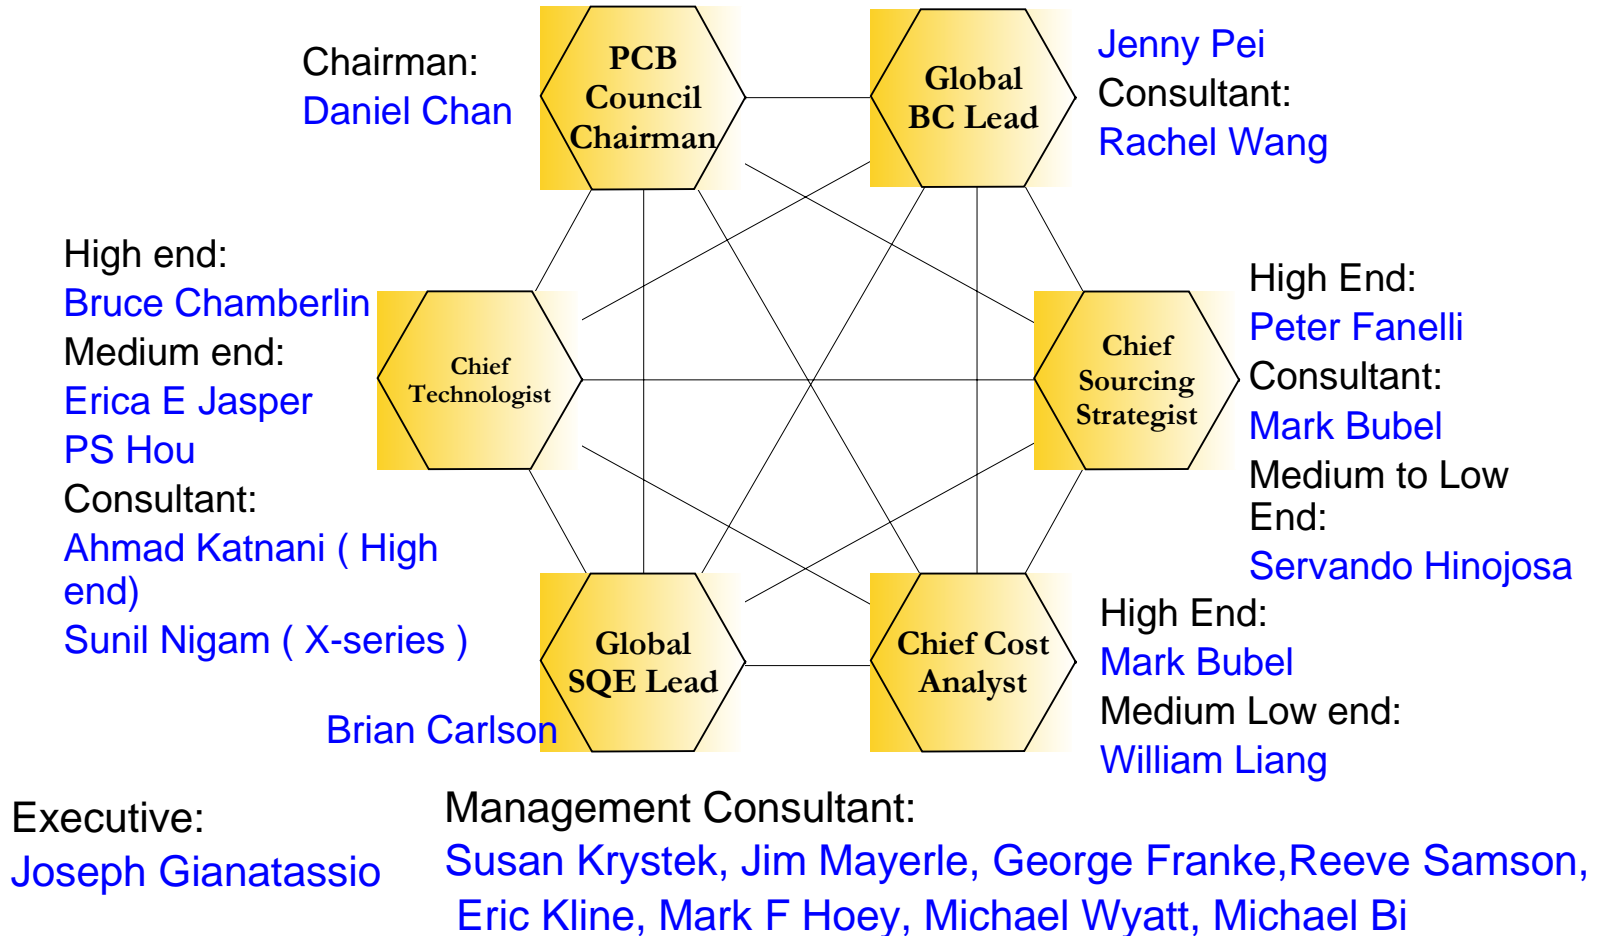 Chairman:
Daniel Chan
PCB
Council
Chairman
Global
BC Lead
Jenny Pei
Consultant:
Rachel Wang
High end:
Bruce Chamberlin
Medium end:
Erica E Jasper
PS Hou
Consultant:
Ahmad Katnani ( High
end)
Sunil Nigam ( X-series )
Chief
Technologist
Chief
Sourcing
Strategist
High End:
Peter Fanelli
Consultant:
Mark Bubel
Medium to Low
End:
Servando Hinojosa
Global
SQE Lead
Brian Carlson
Chief Cost
Analyst
High End:
Mark Bubel
Medium Low end:
William Liang
Executive:
Joseph Gianatassio
Management Consultant:
Susan Krystek, Jim Mayerle, George Franke,Reeve Samson,
Eric Kline, Mark F Hoey, Michael Wyatt, Michael Bi